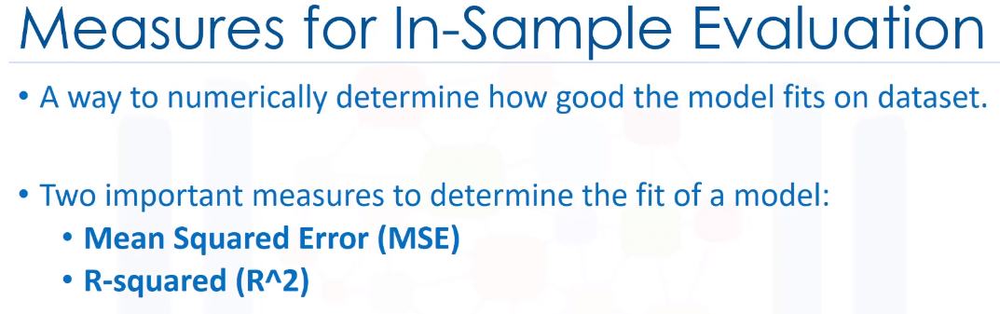 Measures for In-Sample Evaluation
• A way to numerically determine how good the model fits on dataset.
• Two important measures to determine the fit of a model:
• Mean Squared Error (MSE)
• R-squared (R^2)